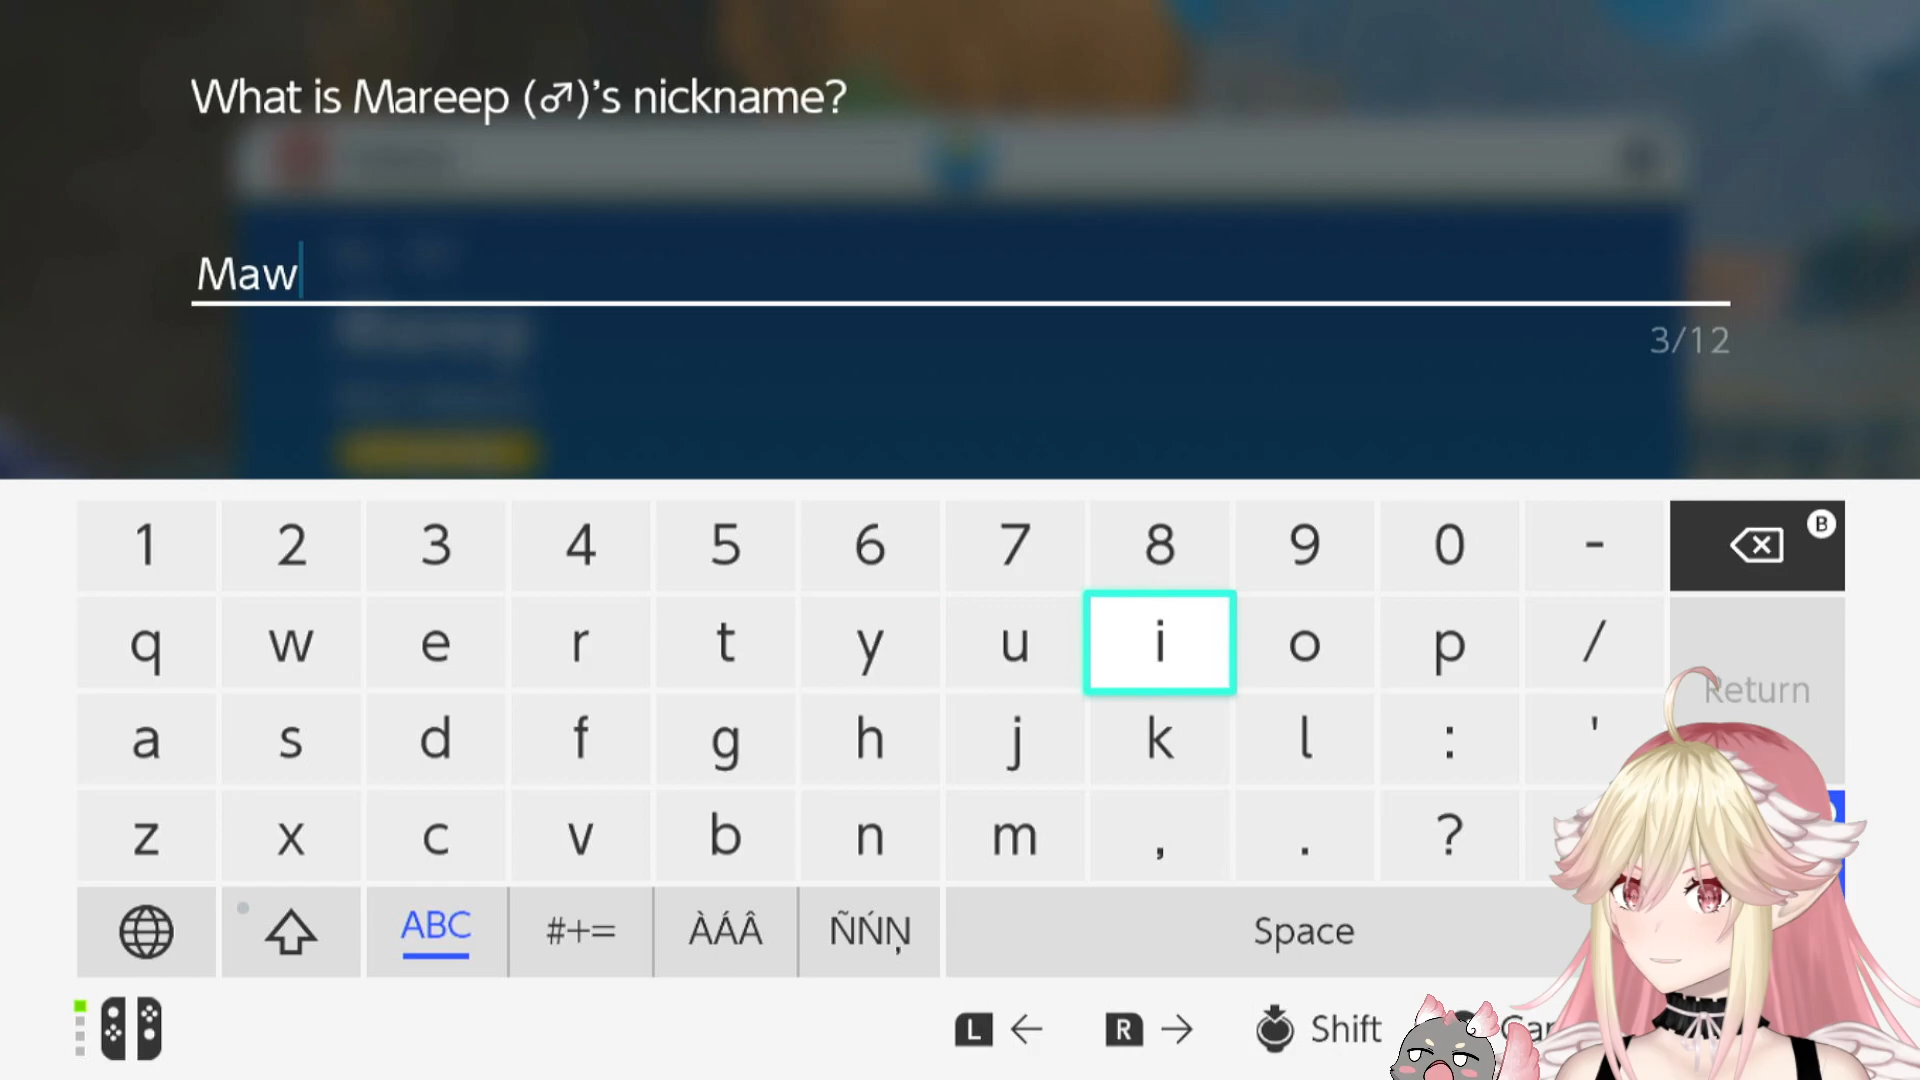 What is Mareep (♂)'s nickname?
Maw
3/12
1 2 3 4 5 6 7 8 9 0 - B
q w e r t y u i o p /
Return
a s d f g h j k l : '
z x c v b n m , . ?
ABC #+= ÀÁÂ ÑŃŅ Space
L ← R → Shift